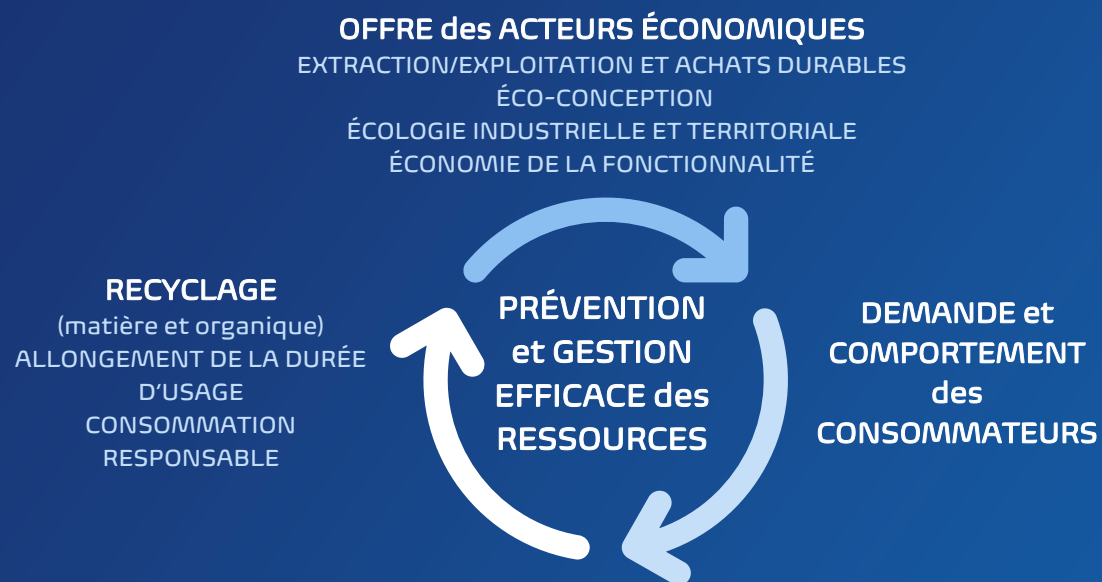 OFFRE des ACTEURS ÉCONOMIQUES
EXTRACTION/EXPLOITATION ET ACHATS DURABLES
ÉCO-CONCEPTION
ÉCOLOGIE INDUSTRIELLE ET TERRITORIALE
ÉCONOMIE DE LA FONCTIONNALITÉ
RECYCLAGE
(matière et organique)
ALLONGEMENT DE LA DURÉE
D’USAGE
CONSOMMATION
RESPONSABLE
PRÉVENTION
et GESTION
EFFICACE des
RESSOURCES
DEMANDE et
COMPORTEMENT
des
CONSOMMATEURS